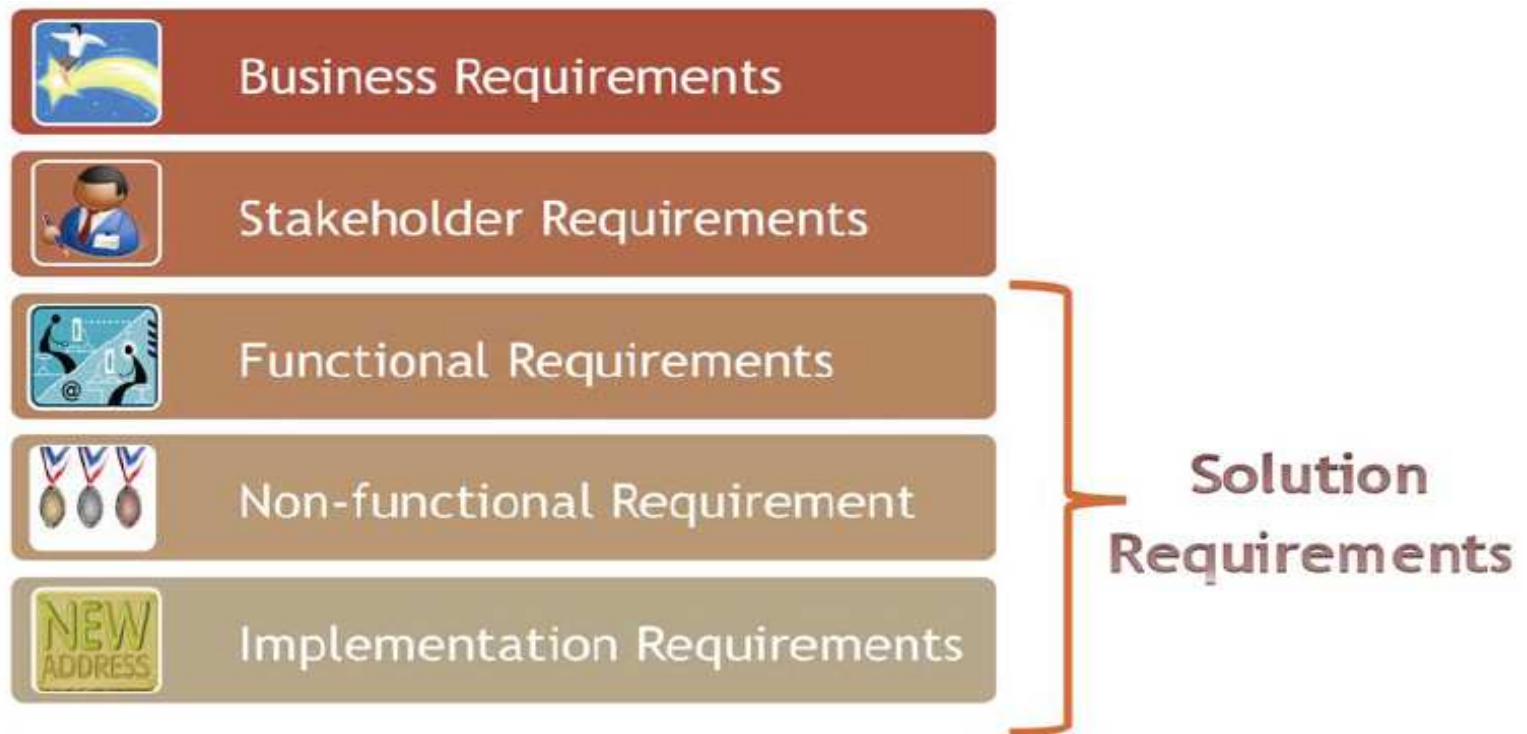 Business Requirements
Stakeholder Requirements
Functional Requirements
@
Non-functional Requirement
NEW
ADDRESS
Implementation Requirements
Solution
Requirements